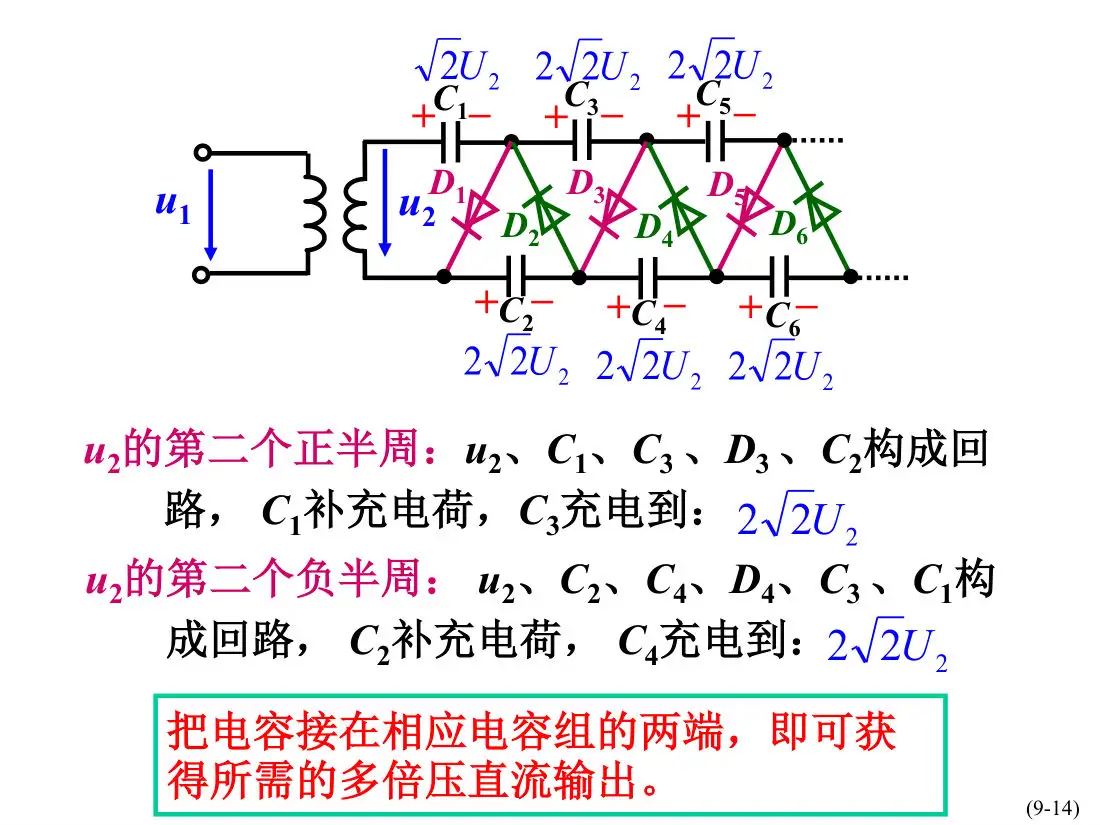 √2U₂ 2√2U₂ 2√2U₂
+ C₁ − + C₃ − + C₅ −
u₁ u₂ D₁ D₂ D₃ D₄ D₅ D₆
+ C₂ − + C₄ − + C₆ −
2√2U₂ 2√2U₂ 2√2U₂
u₂的第二个正半周：u₂、C₁、C₃、D₃、C₂构成回
路， C₁补充电荷，C₃充电到：2√2U₂
u₂的第二个负半周： u₂、C₂、C₄、D₄、C₃、C₁构
成回路， C₂补充电荷， C₄充电到：2√2U₂
把电容接在相应电容组的两端，即可获
得所需的多倍压直流输出。
(9-14)